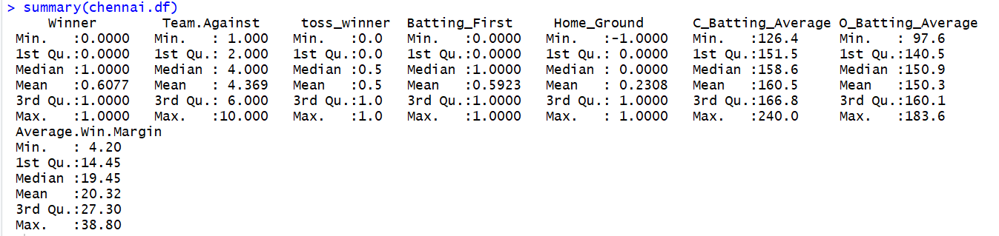 > summary(chennai.df)
    Winner        Team.Against     toss_winner  Batting_First     Home_Ground      C_Batting_Average O_Batting_Average
 Min.   :0.0000   Min.   : 1.000   Min.   :0.0   Min.   :0.0000   Min.   :-1.0000   Min.   :126.4     Min.   : 97.6
 1st Qu.:0.0000   1st Qu.: 2.000   1st Qu.:0.0   1st Qu.:0.0000   1st Qu.: 0.0000   1st Qu.:151.5     1st Qu.:140.5
 Median :1.0000   Median : 4.000   Median :0.5   Median :1.0000   Median : 0.0000   Median :158.6     Median :150.9
 Mean   :0.6077   Mean   : 4.369   Mean   :0.5   Mean   :0.5923   Mean   : 0.2308   Mean   :160.5     Mean   :150.3
 3rd Qu.:1.0000   3rd Qu.: 6.000   3rd Qu.:1.0   3rd Qu.:1.0000   3rd Qu.: 1.0000   3rd Qu.:166.8     3rd Qu.:160.1
 Max.   :1.0000   Max.   :10.000   Max.   :1.0   Max.   :1.0000   Max.   : 1.0000   Max.   :240.0     Max.   :183.6
 Average.Win.Margin
 Min.   : 4.20
 1st Qu.:14.45
 Median :19.45
 Mean   :20.32
 3rd Qu.:27.30
 Max.   :38.80